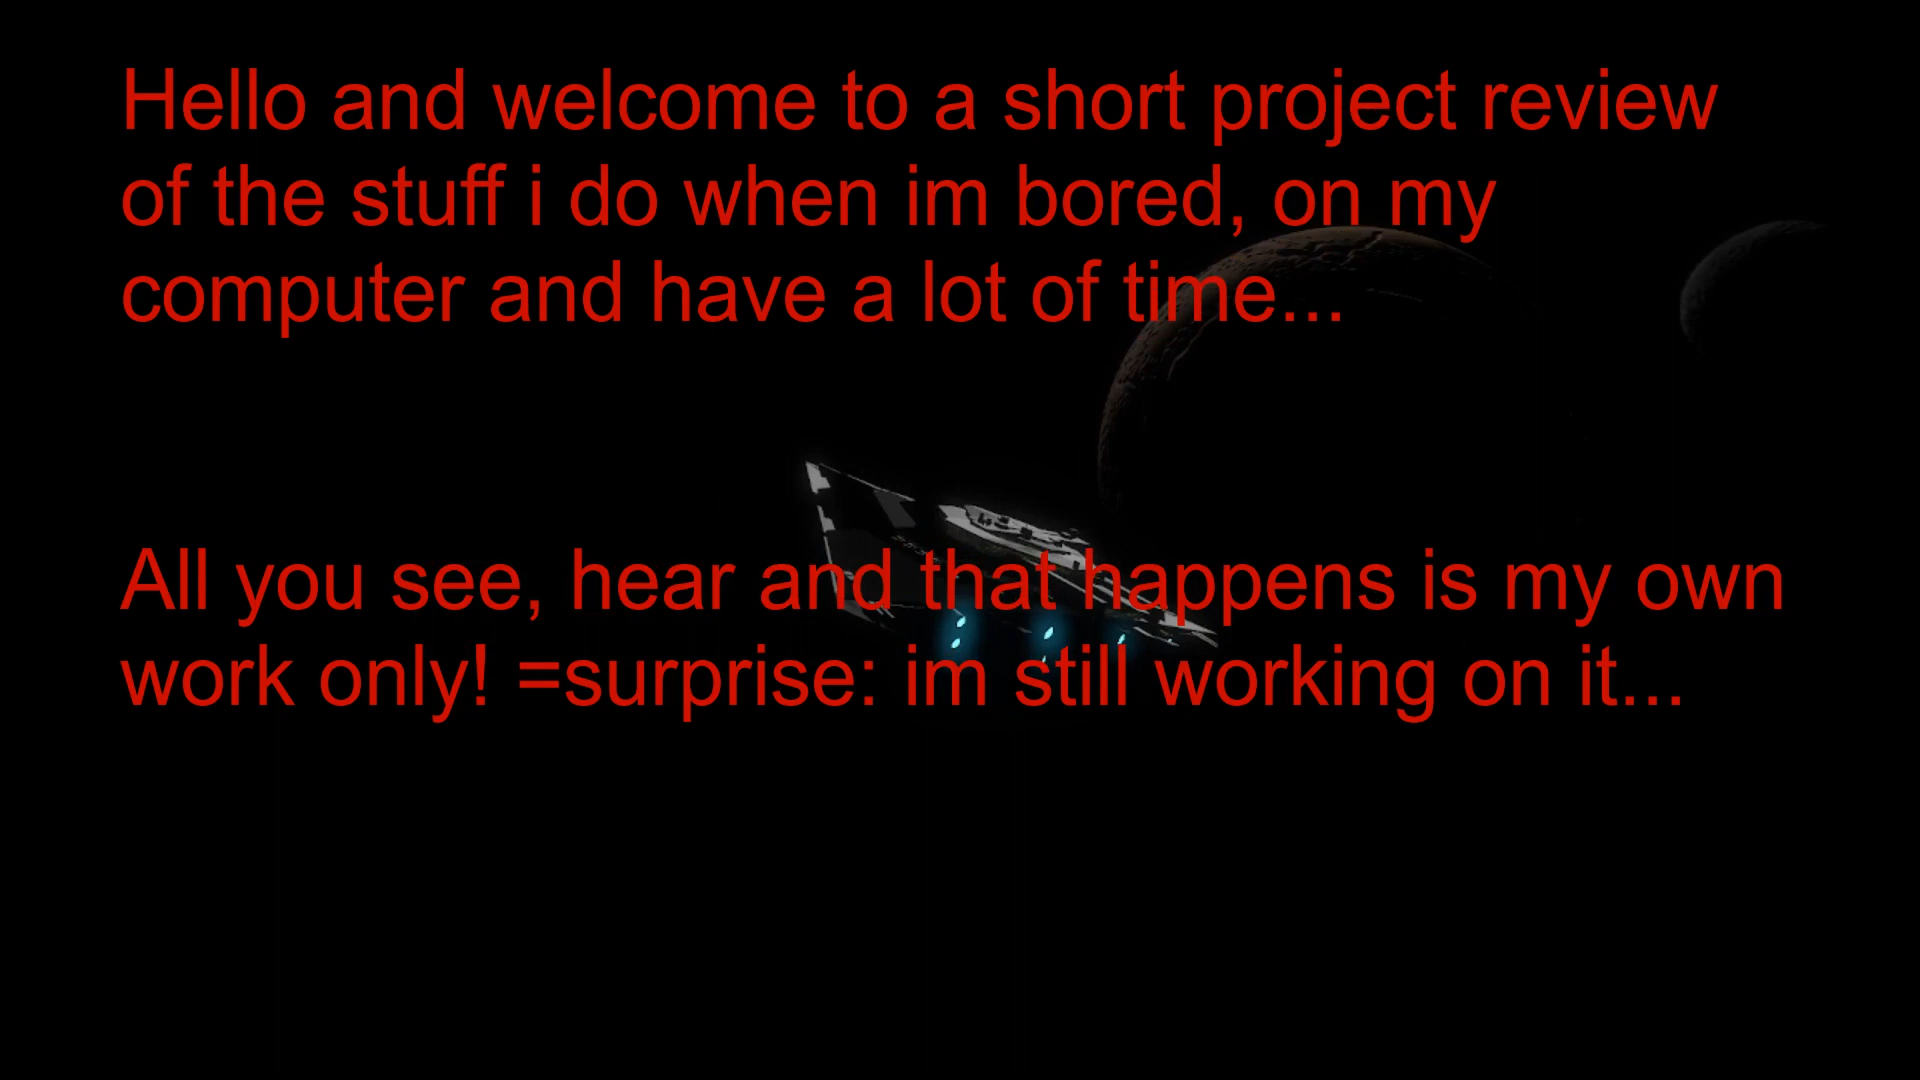 Hello and welcome to a short project review
of the stuff i do when im bored, on my
computer and have a lot of time...
All you see, hear and that happens is my own
work only! =surprise: im still working on it...